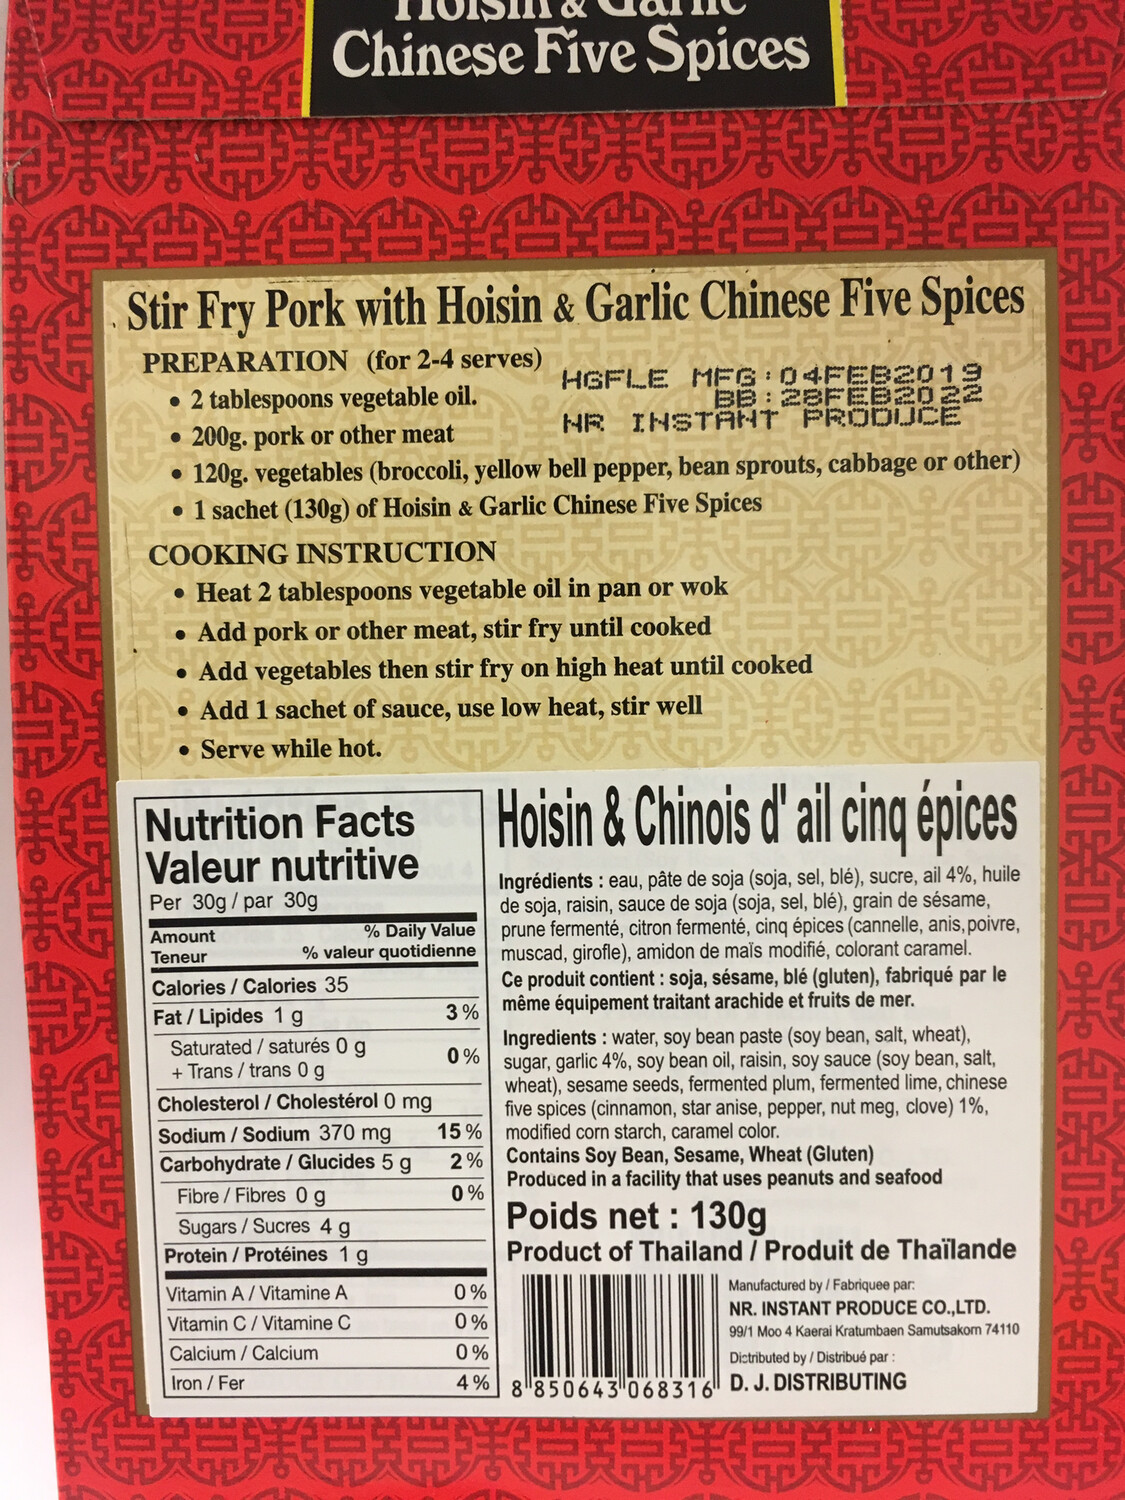 Hoisin & Garlic
Chinese Five Spices
Stir Fry Pork with Hoisin & Garlic Chinese Five Spices
PREPARATION (for 2-4 serves)
• 2 tablespoons vegetable oil.
• 200g. pork or other meat
HGFLE MFG:04FEB2019
BB:28FEB2022
NR INSTANT PRODUCE
• 120g. vegetables (broccoli, yellow bell pepper, bean sprouts, cabbage or other)
• 1 sachet (130g) of Hoisin & Garlic Chinese Five Spices
COOKING INSTRUCTION
• Heat 2 tablespoons vegetable oil in pan or wok
• Add pork or other meat, stir fry until cooked
• Add vegetables then stir fry on high heat until cooked
• Add 1 sachet of sauce, use low heat, stir well
• Serve while hot.
Nutrition Facts
Valeur nutritive
Per 30g / par 30g
Amount % Daily Value
Teneur % valeur quotidienne
Calories / Calories 35
Fat / Lipides 1 g 3 %
Saturated / saturés 0 g
+ Trans / trans 0 g 0 %
Cholesterol / Cholestérol 0 mg
Sodium / Sodium 370 mg 15 %
Carbohydrate / Glucides 5 g 2 %
Fibre / Fibres 0 g 0 %
Sugars / Sucres 4 g
Protein / Protéines 1 g
Vitamin A / Vitamine A 0 %
Vitamin C / Vitamine C 0 %
Calcium / Calcium 0 %
Iron / Fer 4 %
Hoisin & Chinois d' ail cinq épices
Ingrédients : eau, pâte de soja (soja, sel, blé), sucre, ail 4%, huile
de soja, raisin, sauce de soja (soja, sel, blé), grain de sésame,
prune fermenté, citron fermenté, cinq épices (cannelle, anis, poivre,
muscad, girofle), amidon de maïs modifié, colorant caramel.
Ce produit contient : soja, sésame, blé (gluten), fabriqué par le
même équipement traitant arachide et fruits de mer.
Ingredients : water, soy bean paste (soy bean, salt, wheat),
sugar, garlic 4%, soy bean oil, raisin, soy sauce (soy bean, salt,
wheat), sesame seeds, fermented plum, fermented lime, chinese
five spices (cinnamon, star anise, pepper, nut meg, clove) 1%,
modified corn starch, caramel color.
Contains Soy Bean, Sesame, Wheat (Gluten)
Produced in a facility that uses peanuts and seafood
Poids net : 130g
Product of Thailand / Produit de Thaïlande
Manufactured by / Fabriquee par:
NR. INSTANT PRODUCE CO.,LTD.
99/1 Moo 4 Kaerai Kratumbaen Samutsakorn 74110
Distributed by / Distribué par :
D. J. DISTRIBUTING
8 850643 068316